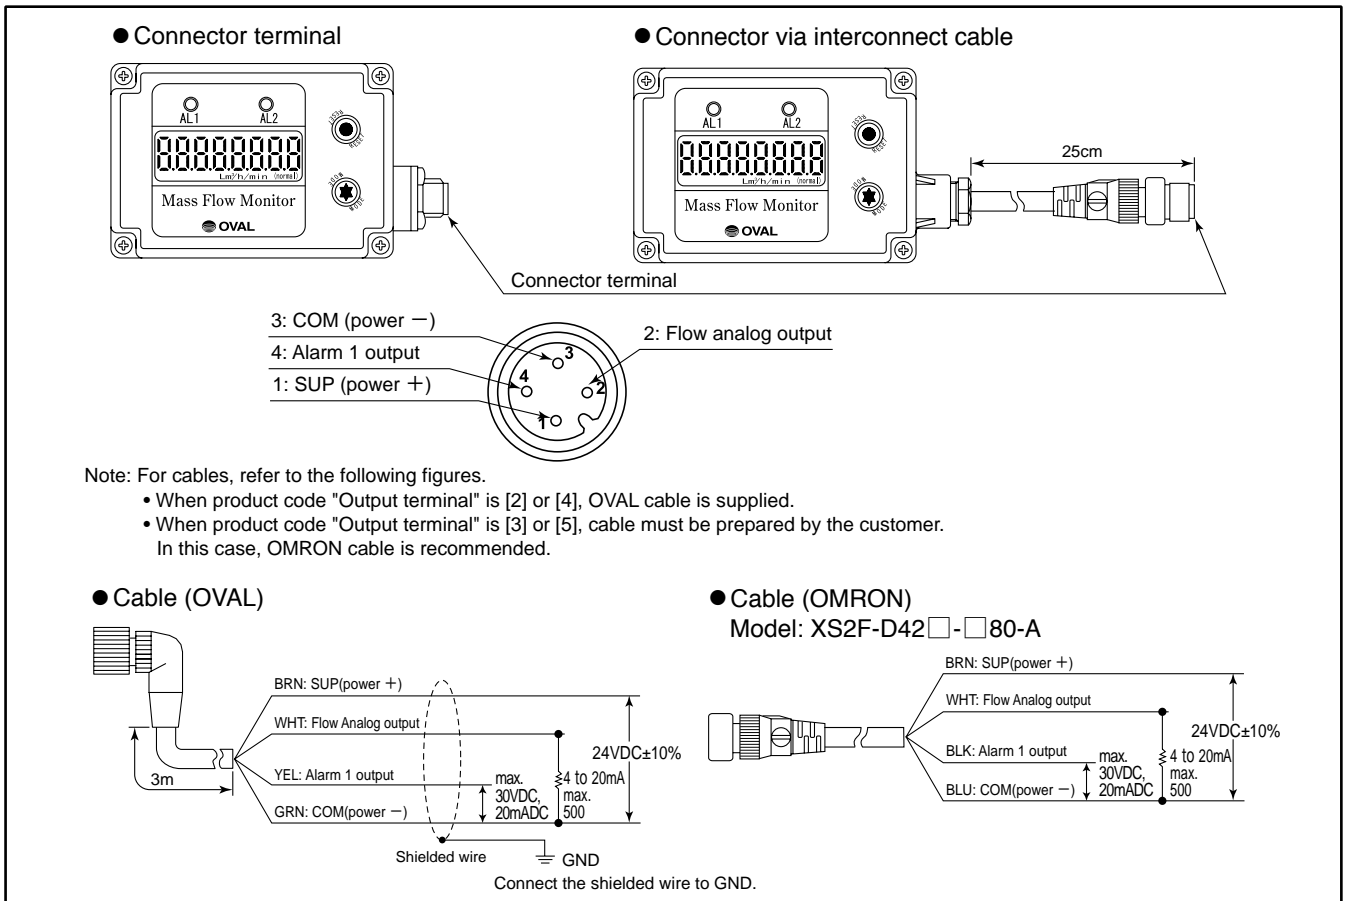 ● Connector terminal
● Connector via interconnect cable
AL1 AL2
RESET
RESET
Lm³/h/min (normal)
MODE
MODE
Mass Flow Monitor
OVAL
AL1 AL2
RESET
RESET
Lm³/h/min (normal)
MODE
MODE
Mass Flow Monitor
OVAL
25cm
Connector terminal
3: COM (power −)
4: Alarm 1 output
1: SUP (power +)
2: Flow analog output
3
4
2
1
Note: For cables, refer to the following figures.
• When product code "Output terminal" is [2] or [4], OVAL cable is supplied.
• When product code "Output terminal" is [3] or [5], cable must be prepared by the customer.
In this case, OMRON cable is recommended.
● Cable (OVAL)
3m
BRN: SUP(power +)
WHT: Flow Analog output
YEL: Alarm 1 output
GRN: COM(power −)
max.
30VDC,
20mADC
4 to 20mA
max.
500
24VDC±10%
Shielded wire
GND
Connect the shielded wire to GND.
● Cable (OMRON)
Model: XS2F-D42□-□80-A
BRN: SUP(power +)
WHT: Flow Analog output
BLK: Alarm 1 output
BLU: COM(power −)
max.
30VDC,
20mADC
4 to 20mA
max.
500
24VDC±10%